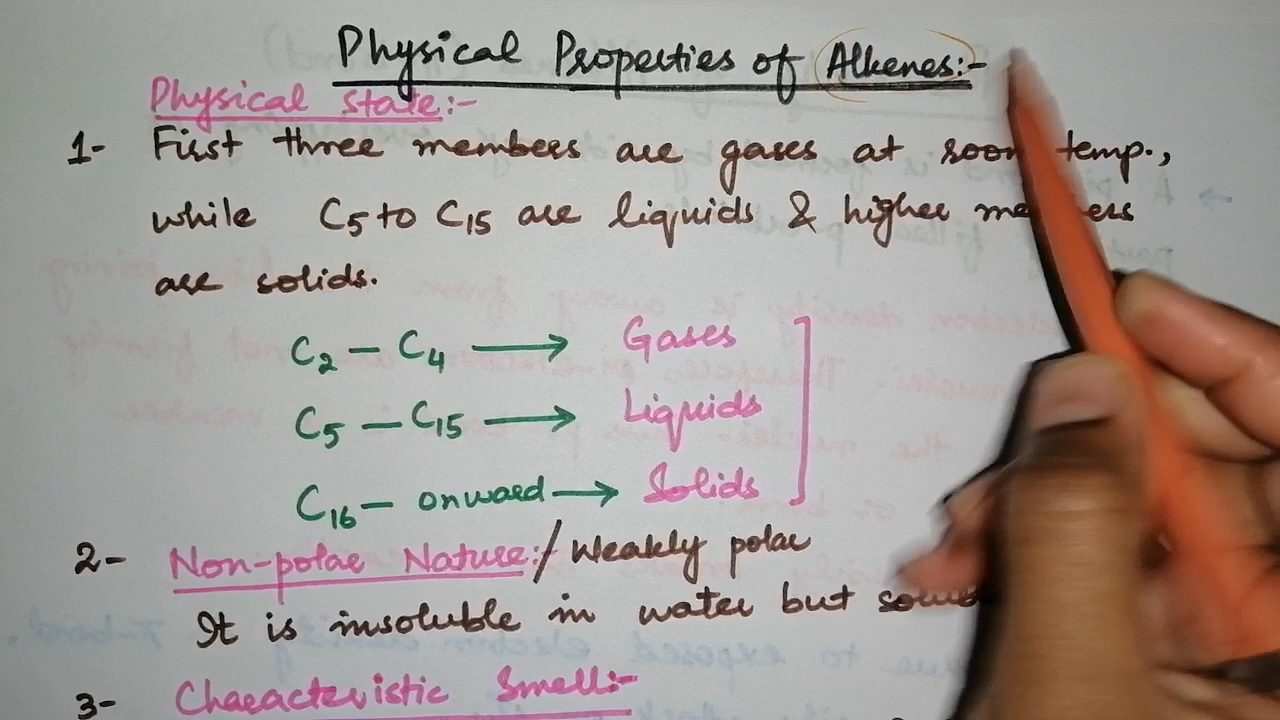 Physical Properties of Alkenes:-
Physical state:-
1- First three members are gases at room temp.,
while C5 to C15 are liquids & higher members
are solids.
C2 – C4 → Gases
C5 – C15 → Liquids
C16 – onward → Solids
2- Non-polar Nature:-/Weakly polar
It is insoluble in water but
3- Characteristic Smell:-